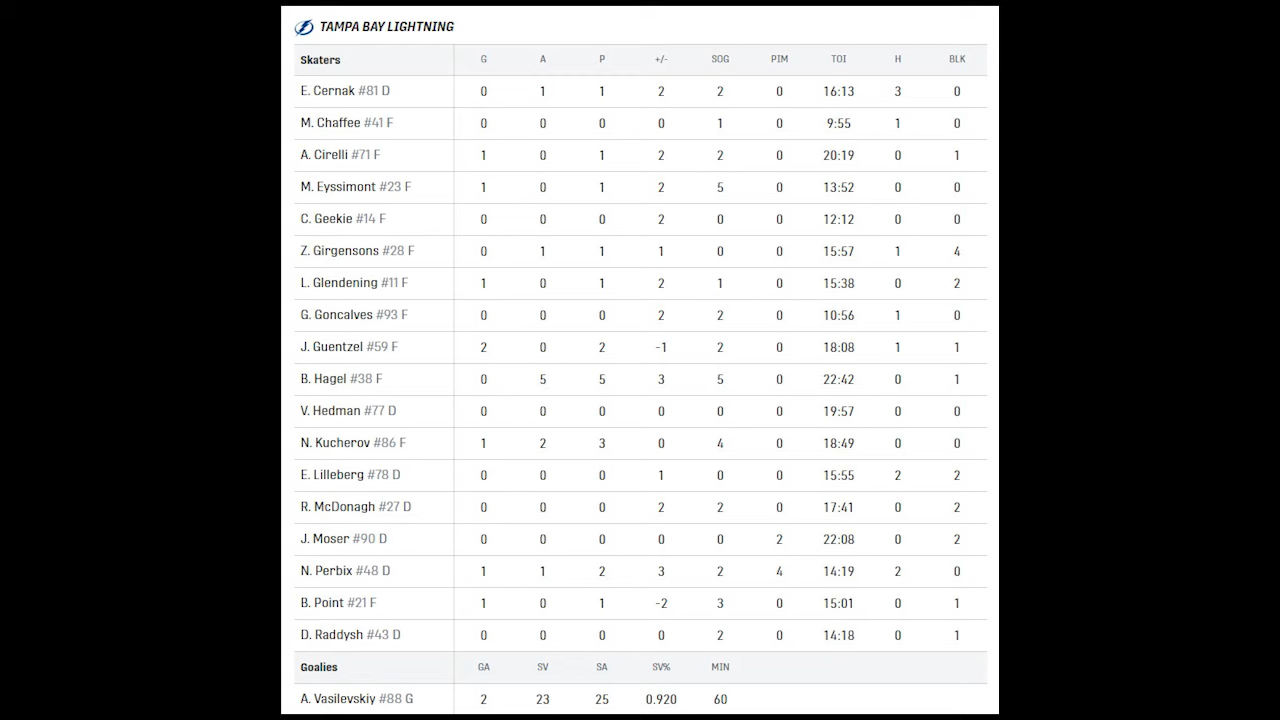 TAMPA BAY LIGHTNING
Skaters G A P +/- SOG PIM TOI H BLK
E. Cernak #81 D 0 1 1 2 2 0 16:13 3 0
M. Chaffee #41 F 0 0 0 0 1 0 9:55 1 0
A. Cirelli #71 F 1 0 1 2 2 0 20:19 0 1
M. Eyssimont #23 F 1 0 1 2 5 0 13:52 0 0
C. Geekie #14 F 0 0 0 2 0 0 12:12 0 0
Z. Girgensons #28 F 0 1 1 1 0 0 15:57 1 4
L. Glendening #11 F 1 0 1 2 1 0 15:38 0 2
G. Goncalves #93 F 0 0 0 2 2 0 10:56 1 0
J. Guentzel #59 F 2 0 2 -1 2 0 18:08 1 1
B. Hagel #38 F 0 5 5 3 5 0 22:42 0 1
V. Hedman #77 D 0 0 0 0 0 0 19:57 0 0
N. Kucherov #86 F 1 2 3 0 4 0 18:49 0 0
E. Lilleberg #78 D 0 0 0 1 0 0 15:55 2 2
R. McDonagh #27 D 0 0 0 2 2 0 17:41 0 2
J. Moser #90 D 0 0 0 0 0 2 22:08 0 2
N. Perbix #48 D 1 1 2 3 2 4 14:19 2 0
B. Point #21 F 1 0 1 -2 3 0 15:01 0 1
D. Raddysh #43 D 0 0 0 0 2 0 14:18 0 1
Goalies GA SV SA SV% MIN
A. Vasilevskiy #88 G 2 23 25 0.920 60